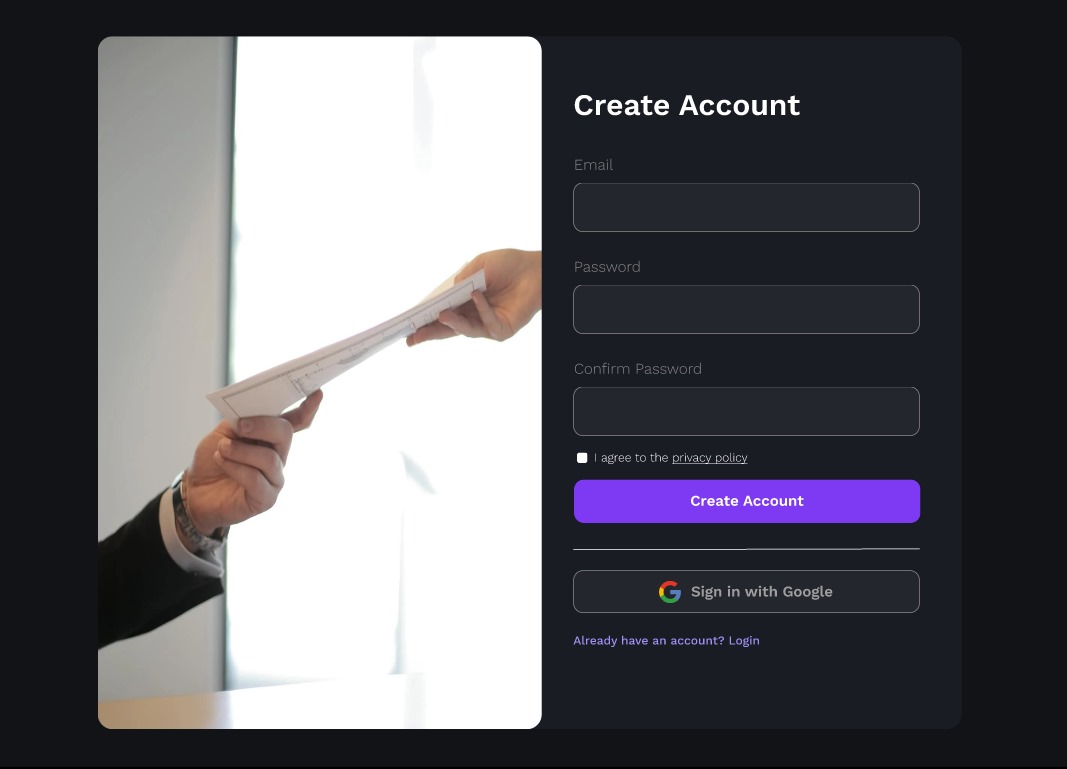 Create Account
Email
Password
Confirm Password
I agree to the privacy policy
Create Account
Sign in with Google
Already have an account? Login